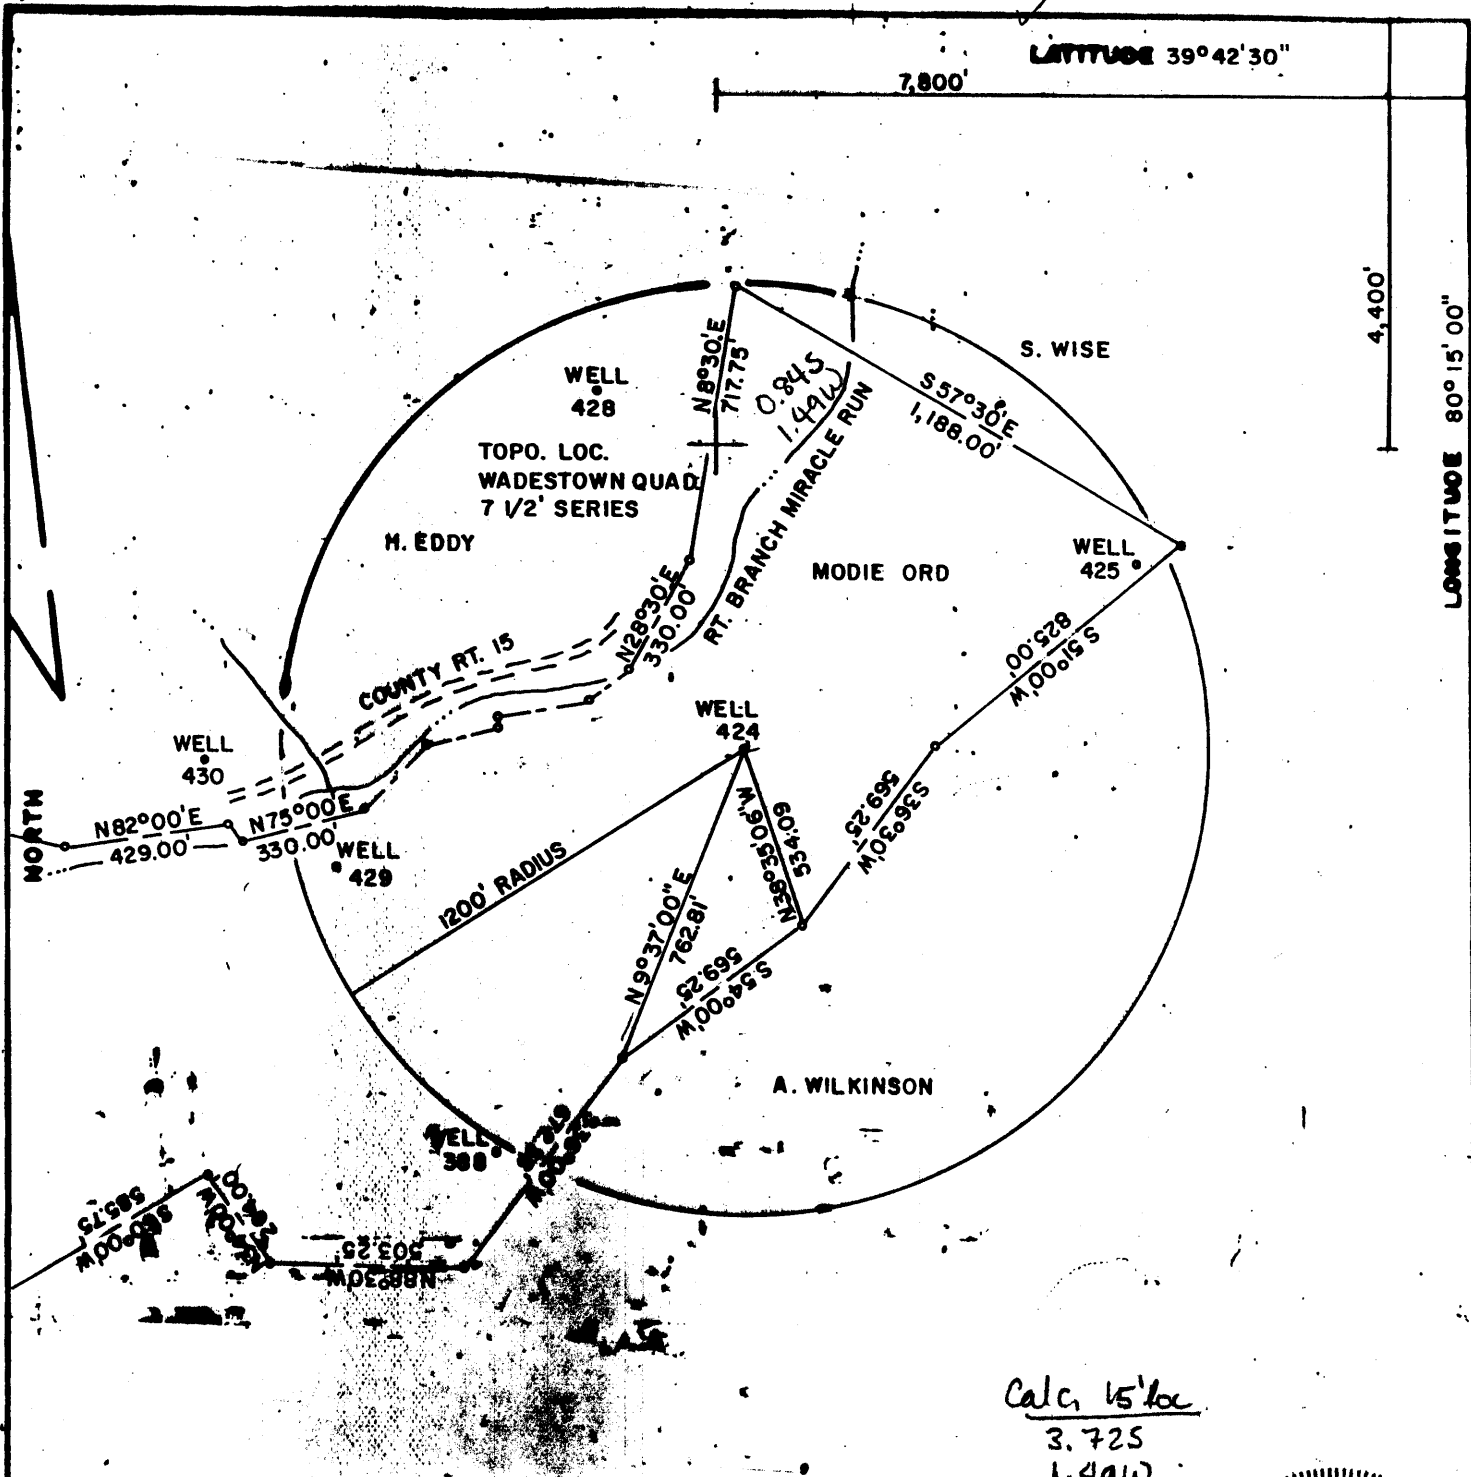 LATITUDE 39°42'30"
7,800'
4,400'
LONGITUDE 80°15'00"
S. WISE
N8°30'E
717.75'
0.84S
1.49W
S57°30'E
1,188.00'
WELL
428
TOPO. LOC.
WADESTOWN QUAD.
7 1/2' SERIES
H. EDDY
RT. BRANCH MIRACLE RUN
MODIE ORD
WELL
425
N28°30'E
330.00'
S51°00'W
825.00'
COUNTY RT. 15
WELL
424
WELL
430
NORTH
N82°00'E
429.00'
N75°00'E
330.00'
WELL
429
1200' RADIUS
N38°35'06"W
534.09
S36°30'W
569.25'
N9°37'00"E
762.81'
S54°00'W
569.25'
A. WILKINSON
WELL
388
S60°00'W
585.75
503.25'
N88°30'W
Calc. 15' loc
3.72S
1.49W